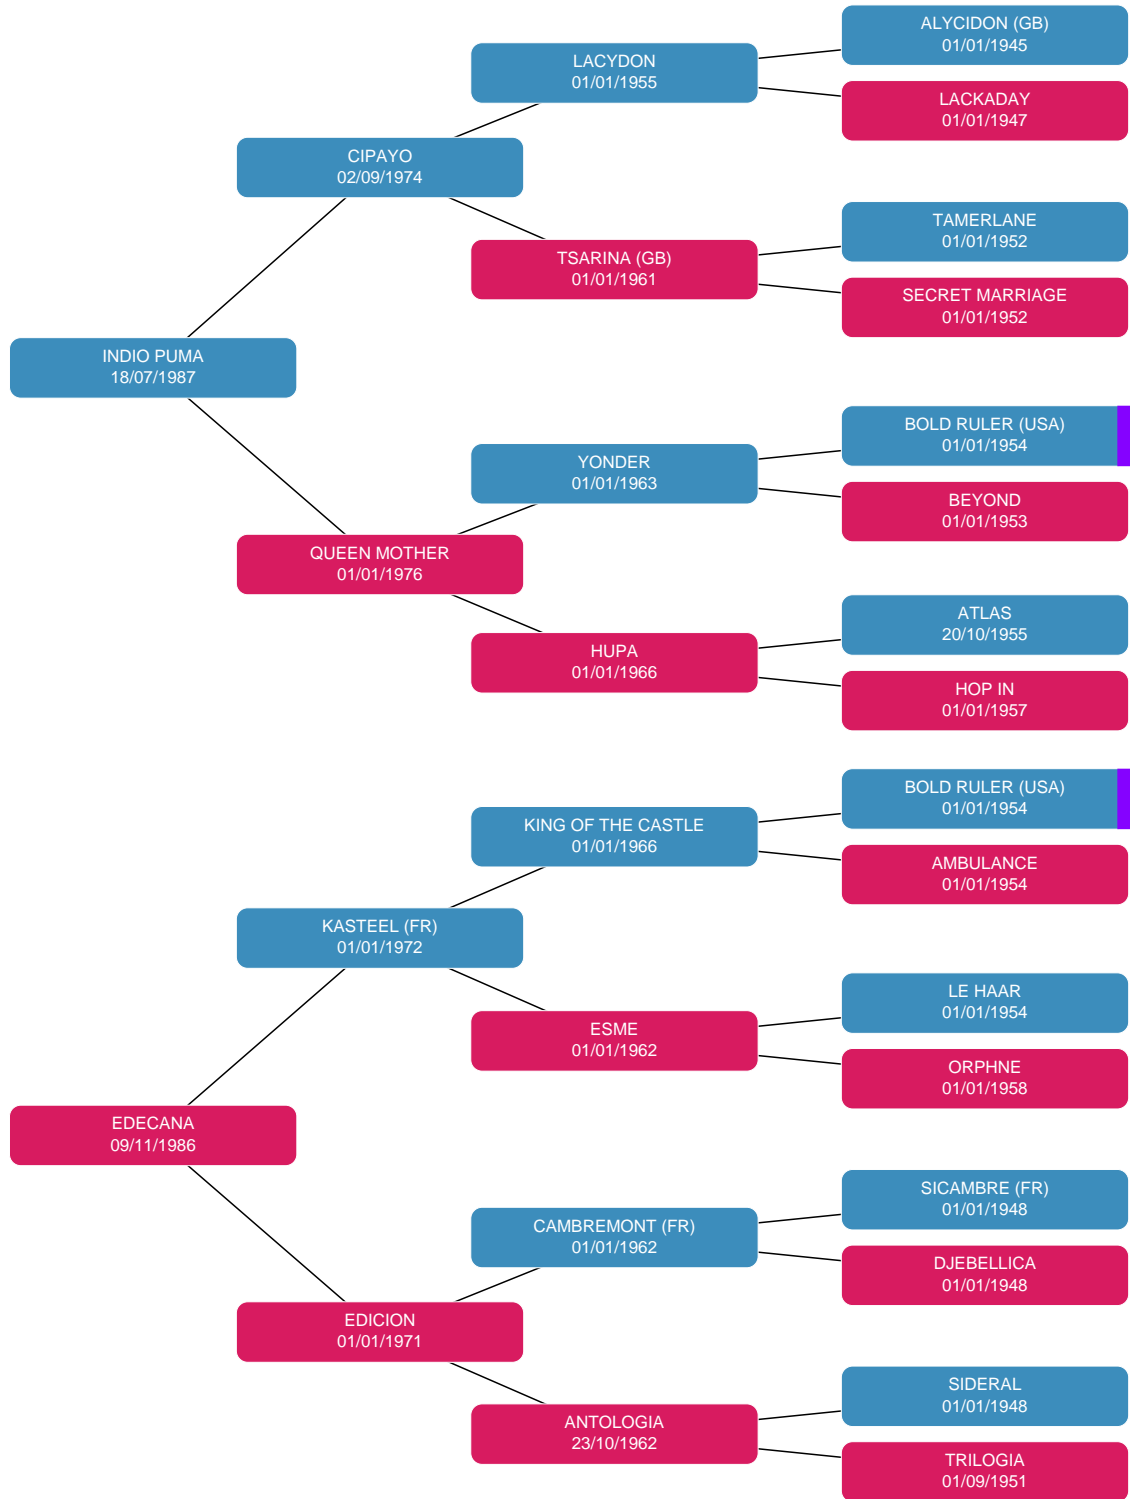 ALYCIDON (GB)
01/01/1945
LACYDON
01/01/1955
LACKADAY
01/01/1947
CIPAYO
02/09/1974
TAMERLANE
01/01/1952
TSARINA (GB)
01/01/1961
SECRET MARRIAGE
01/01/1952
INDIO PUMA
18/07/1987
BOLD RULER (USA)
01/01/1954
YONDER
01/01/1963
BEYOND
01/01/1953
QUEEN MOTHER
01/01/1976
ATLAS
20/10/1955
HUPA
01/01/1966
HOP IN
01/01/1957
BOLD RULER (USA)
01/01/1954
KING OF THE CASTLE
01/01/1966
AMBULANCE
01/01/1954
KASTEEL (FR)
01/01/1972
LE HAAR
01/01/1954
ESME
01/01/1962
ORPHNE
01/01/1958
EDECANA
09/11/1986
SICAMBRE (FR)
01/01/1948
CAMBREMONT (FR)
01/01/1962
DJEBELLICA
01/01/1948
EDICION
01/01/1971
SIDERAL
01/01/1948
ANTOLOGIA
23/10/1962
TRILOGIA
01/09/1951